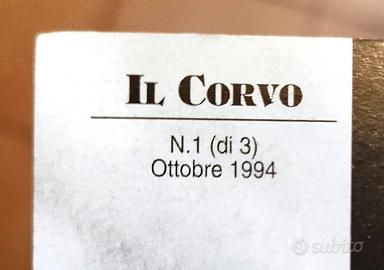 IL CORVO
N.1 (di 3)
Ottobre 1994
subito